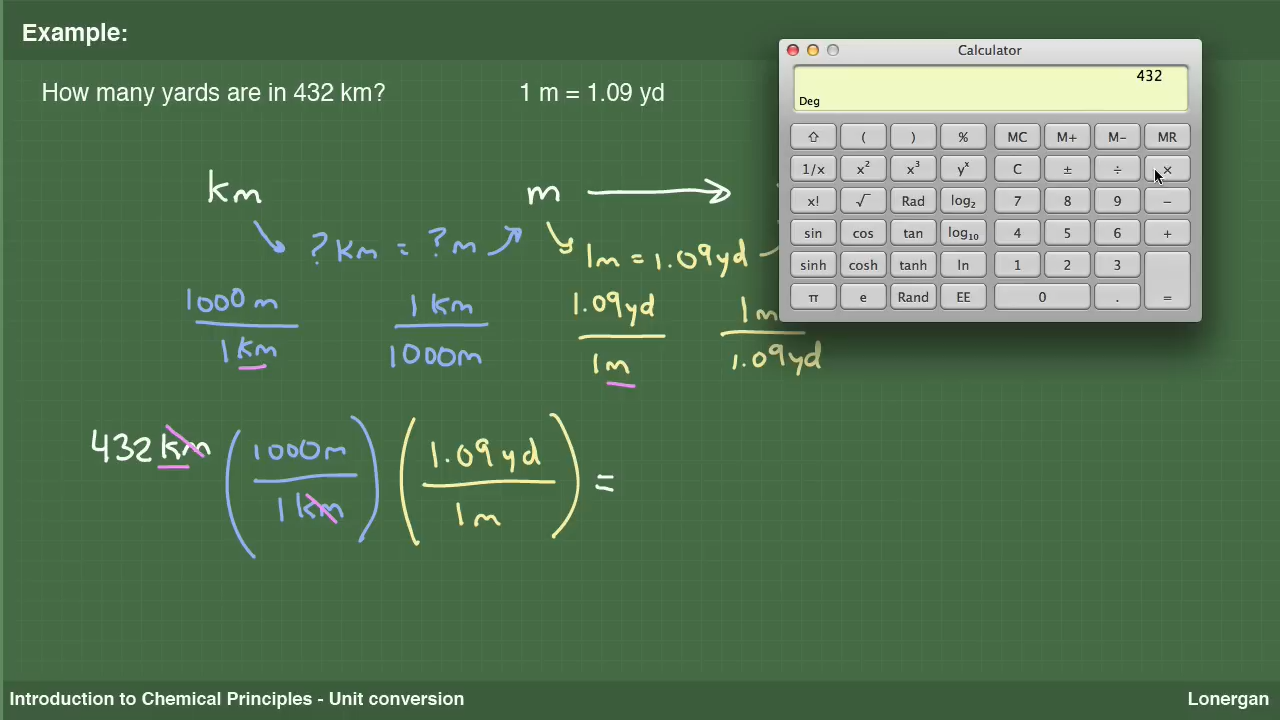 Example:
How many yards are in 432 km? 1 m = 1.09 yd
km m
? km = ? m 1m = 1.09yd
1000 m 1 km 1.09yd 1m
1 km 1000m 1m 1.09yd
432 km (1000m / 1 km) (1.09 yd / 1m) =
Calculator
432
Deg
⇧ ( ) % MC M+ M− MR
1/x x² x³ yˣ C ± ÷ ×
x! √ Rad log₂ 7 8 9 −
sin cos tan log₁₀ 4 5 6 +
sinh cosh tanh ln 1 2 3
π e Rand EE 0 . =
Introduction to Chemical Principles - Unit conversion
Lonergan